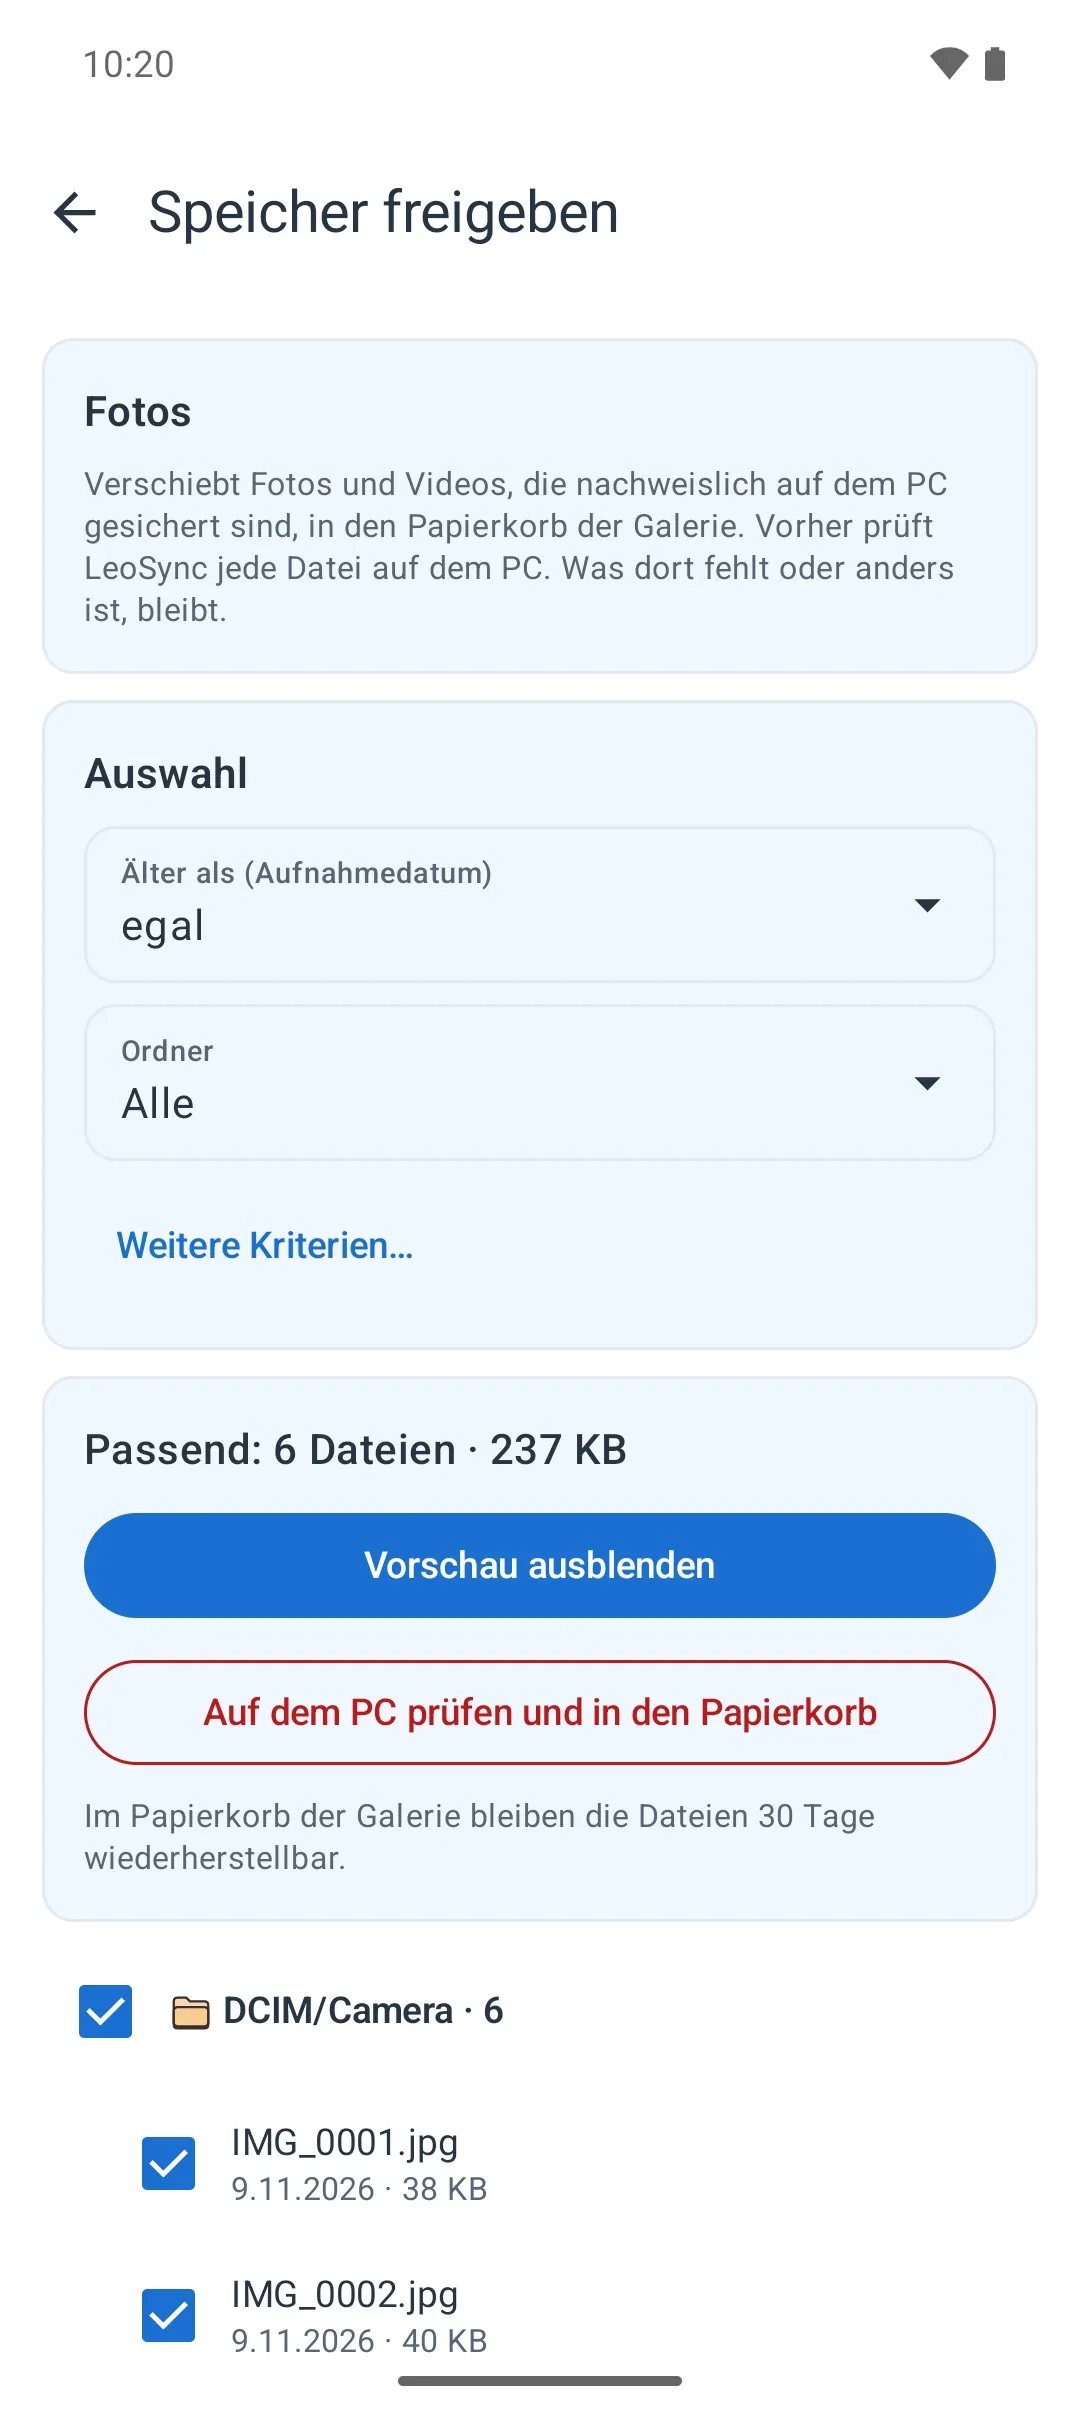 10:20
Speicher freigeben
Fotos
Verschiebt Fotos und Videos, die nachweislich auf dem PC
gesichert sind, in den Papierkorb der Galerie. Vorher prüft
LeoSync jede Datei auf dem PC. Was dort fehlt oder anders
ist, bleibt.
Auswahl
Älter als (Aufnahmedatum)
egal
Ordner
Alle
Weitere Kriterien…
Passend: 6 Dateien · 237 KB
Vorschau ausblenden
Auf dem PC prüfen und in den Papierkorb
Im Papierkorb der Galerie bleiben die Dateien 30 Tage
wiederherstellbar.
DCIM/Camera · 6
IMG_0001.jpg
9.11.2026 · 38 KB
IMG_0002.jpg
9.11.2026 · 40 KB